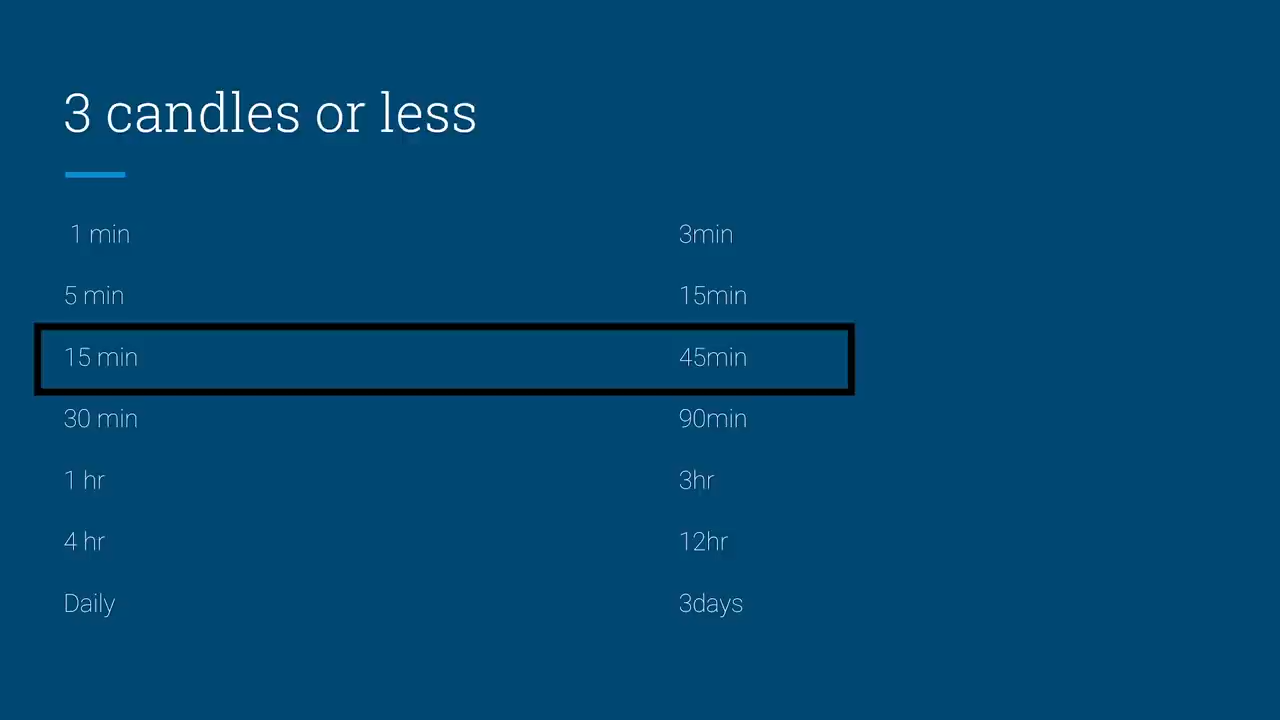 3 candles or less
1 min 3min
5 min 15min
15 min 45min
30 min 90min
1 hr 3hr
4 hr 12hr
Daily 3days